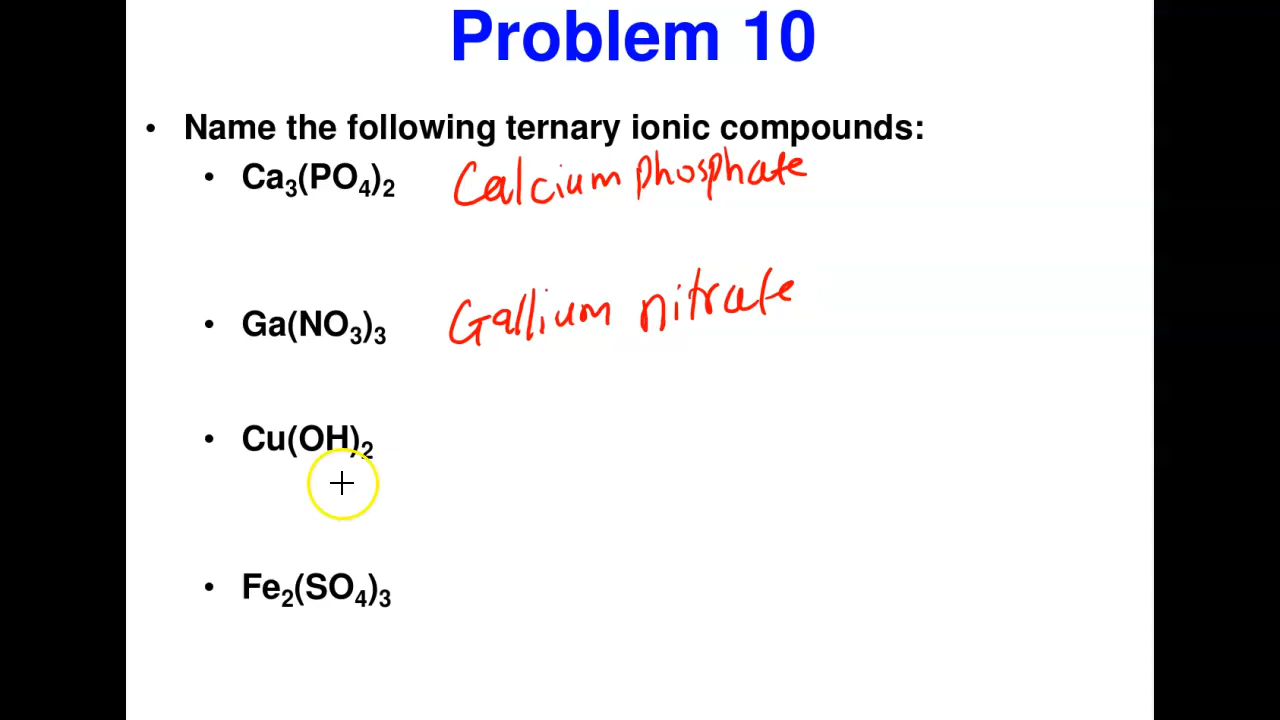 Problem 10
• Name the following ternary ionic compounds:
• Ca₃(PO₄)₂ Calcium phosphate
• Ga(NO₃)₃ Gallium nitrate
• Cu(OH)₂
• Fe₂(SO₄)₃